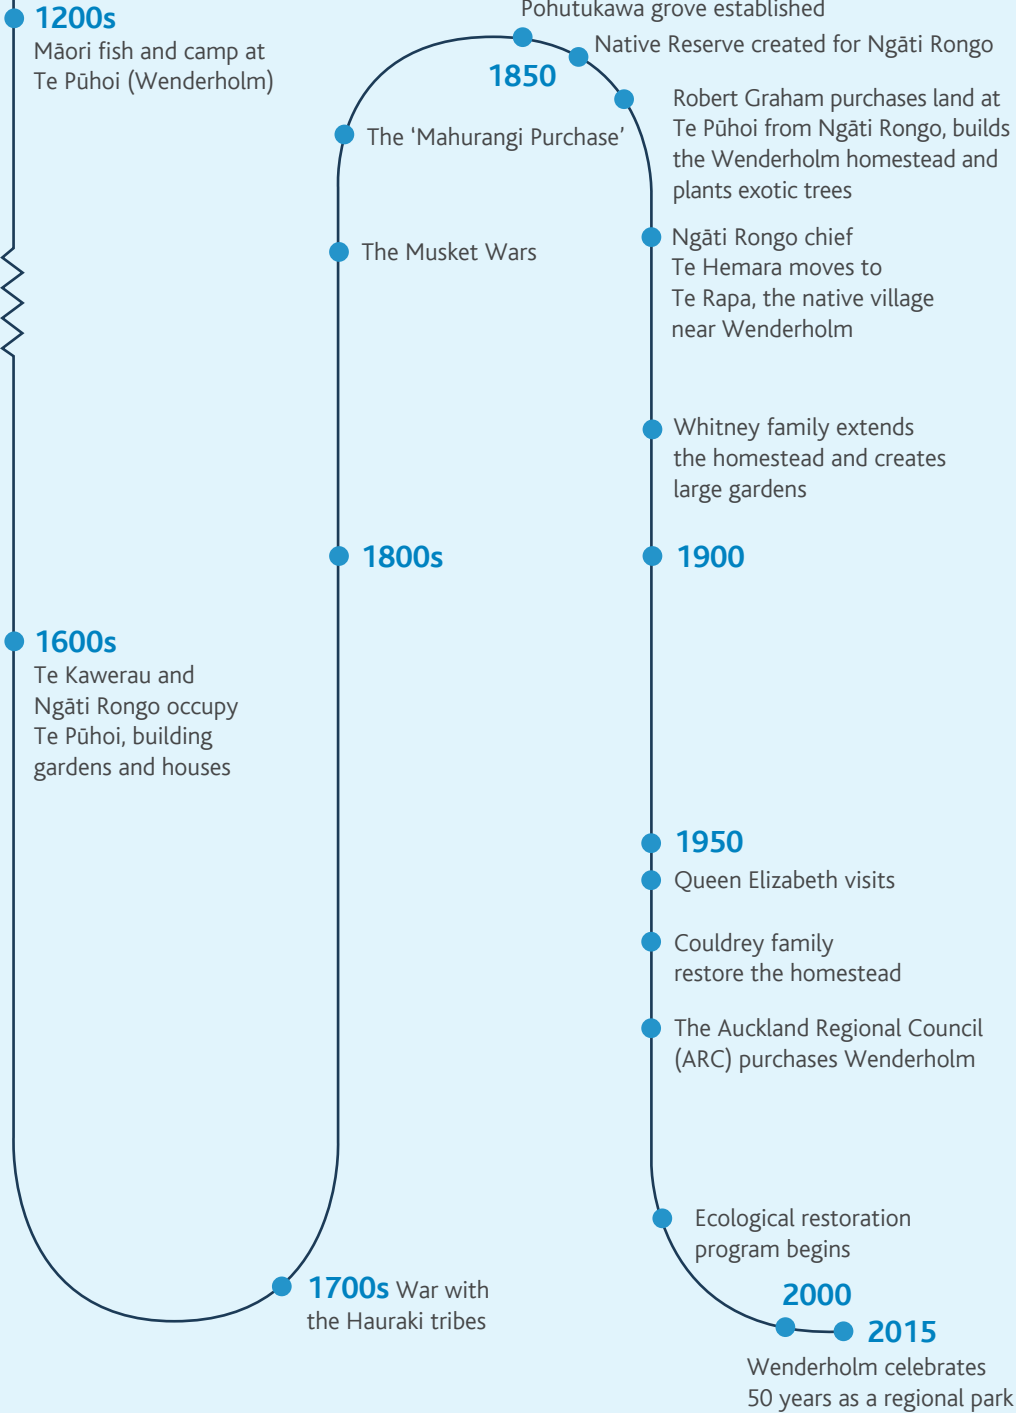 1200s
Māori fish and camp at
Te Pūhoi (Wenderholm)
1600s
Te Kawerau and
Ngāti Rongo occupy
Te Pūhoi, building
gardens and houses
1700s War with
the Hauraki tribes
1800s
The Musket Wars
The ‘Mahurangi Purchase’
Pohutukawa grove established
1850
Native Reserve created for Ngāti Rongo
Robert Graham purchases land at
Te Pūhoi from Ngāti Rongo, builds
the Wenderholm homestead and
plants exotic trees
Ngāti Rongo chief
Te Hemara moves to
Te Rapa, the native village
near Wenderholm
Whitney family extends
the homestead and creates
large gardens
1900
1950
Queen Elizabeth visits
Couldrey family
restore the homestead
The Auckland Regional Council
(ARC) purchases Wenderholm
Ecological restoration
program begins
2000
2015
Wenderholm celebrates
50 years as a regional park